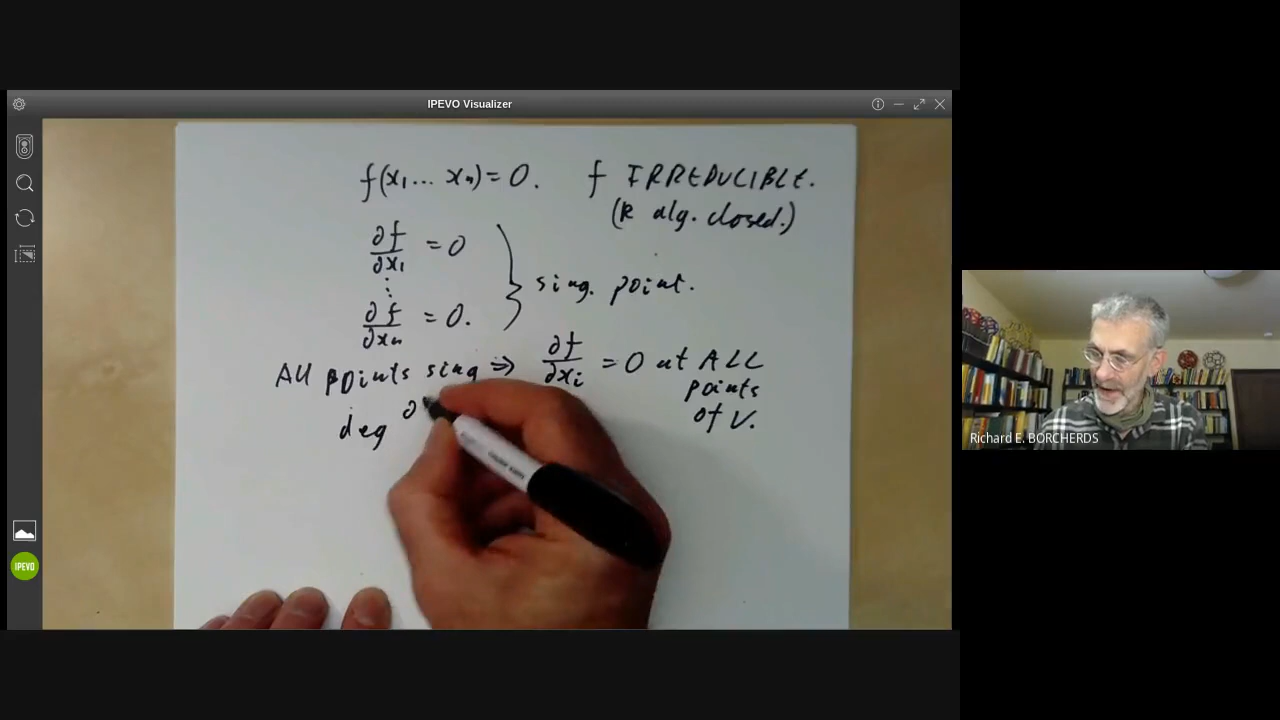 IPEVO Visualizer
f(x₁... xₙ) = 0. f IRREDUCIBLE.
(k alg. closed.)
∂f/∂x₁ = 0
⋮
sing. point.
∂f/∂xₙ = 0.
All points sing ⇒ ∂f/∂xᵢ = 0 at ALL
points
of V.
deg ∂
IPEVO
Richard E. BORCHERDS